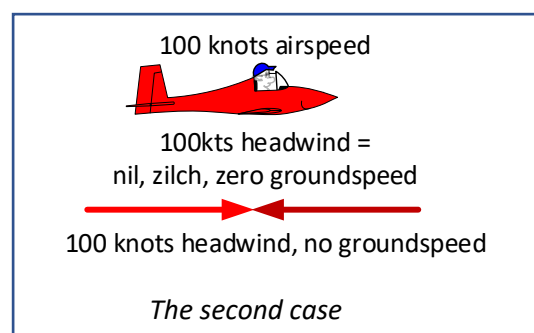 100 knots airspeed
100kts headwind =
nil, zilch, zero groundspeed
100 knots headwind, no groundspeed
The second case